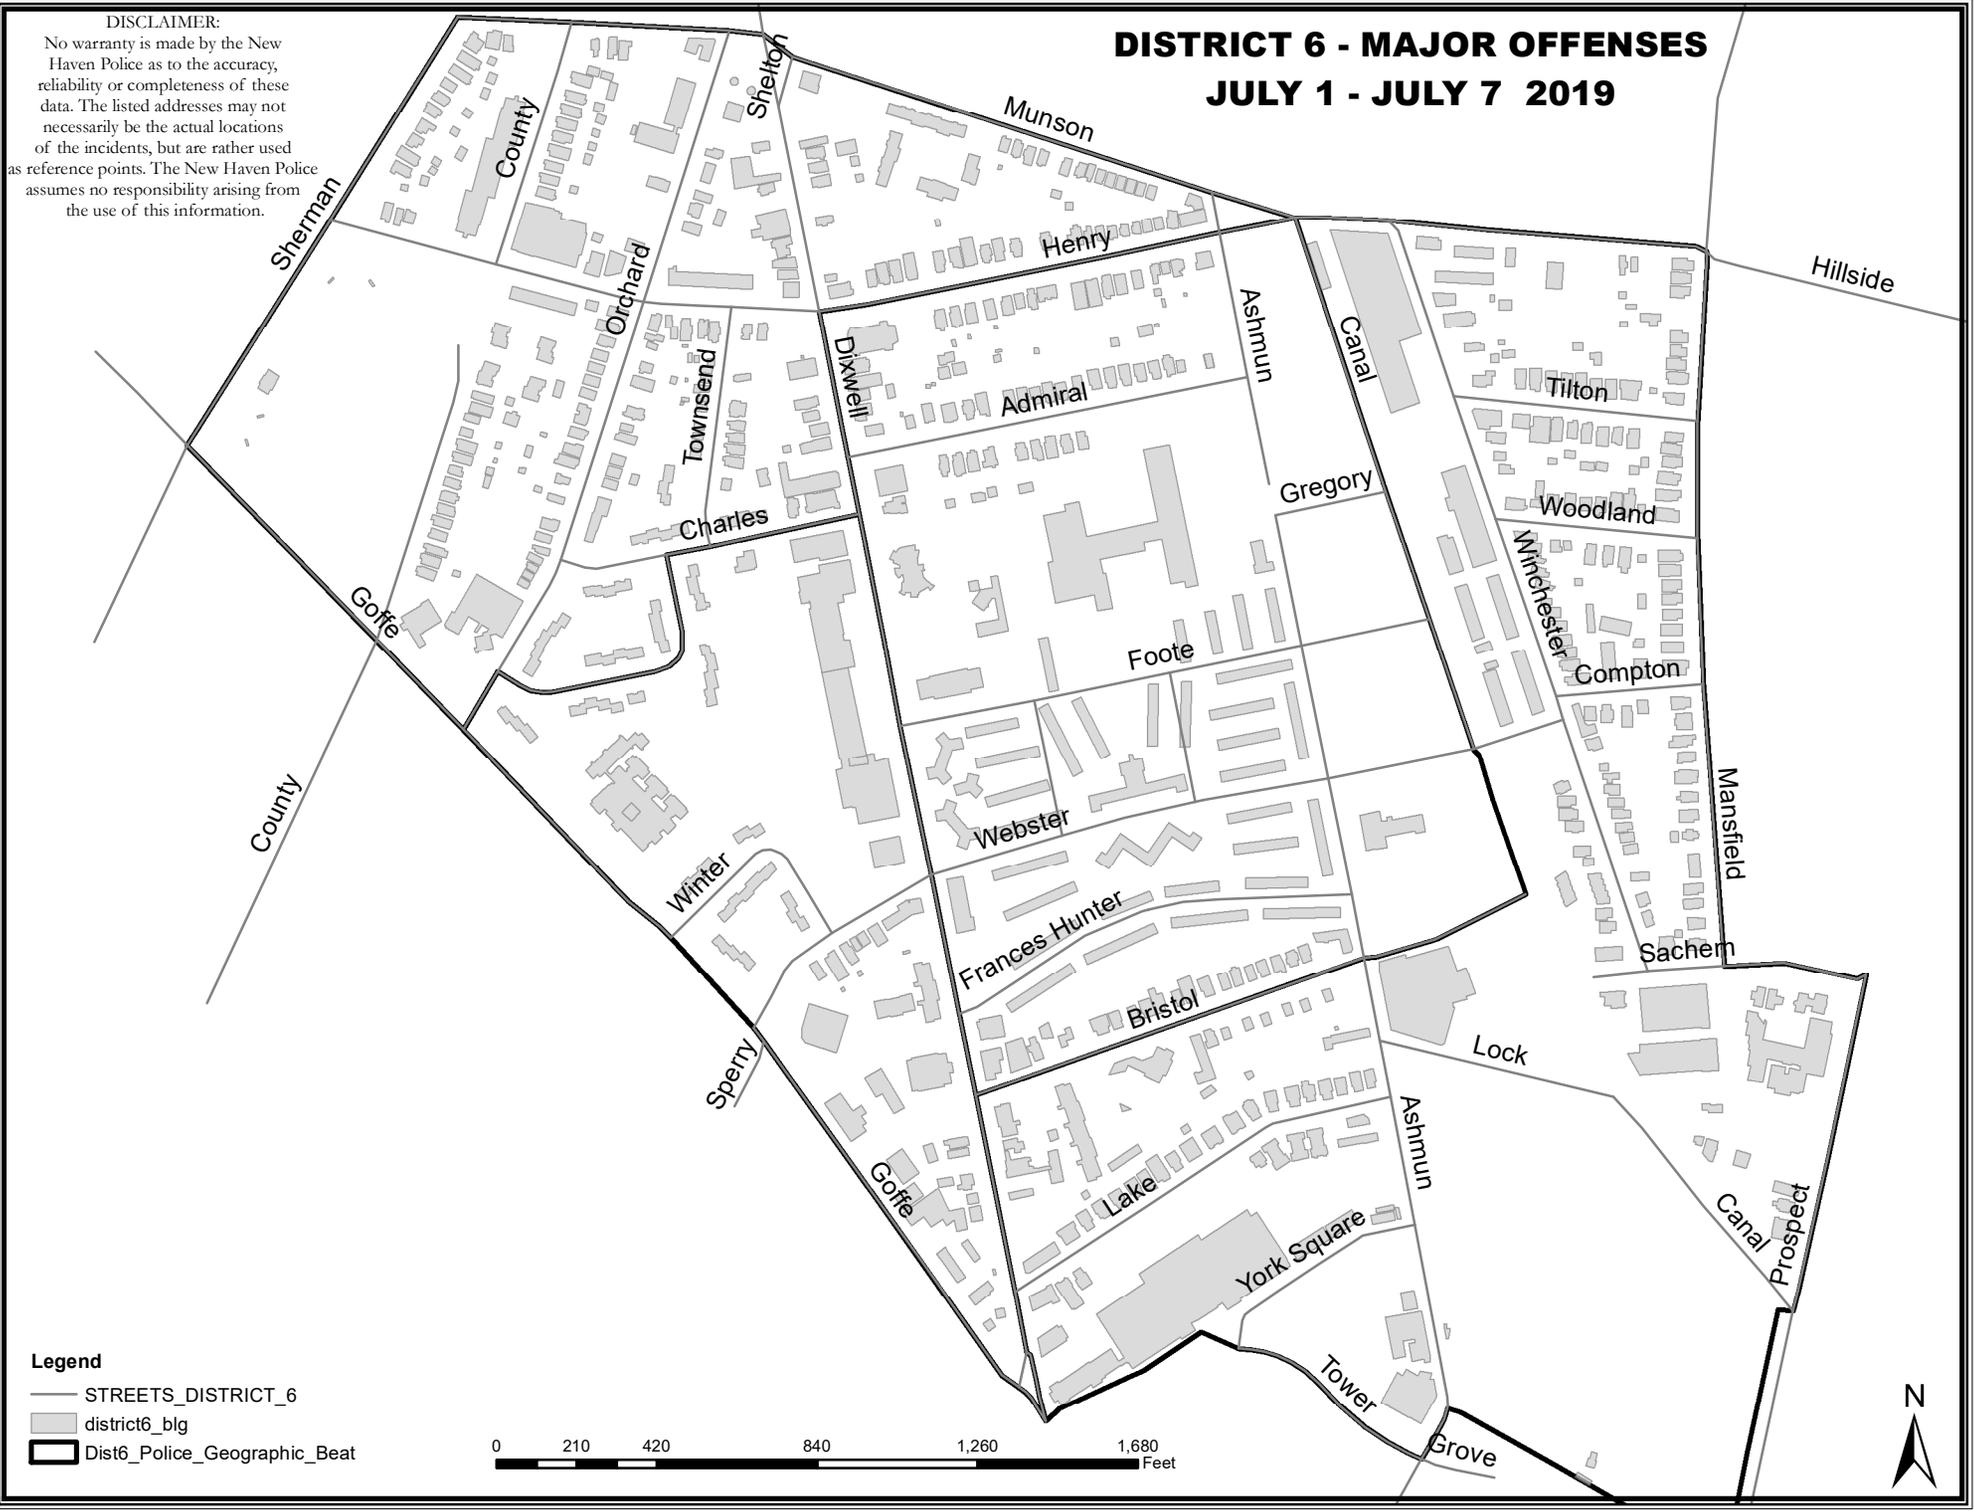 DISCLAIMER:
No warranty is made by the New
Haven Police as to the accuracy,
reliability or completeness of these
data. The listed addresses may not
necessarily be the actual locations
of the incidents, but are rather used
as reference points. The New Haven Police
assumes no responsibility arising from
the use of this information.
DISTRICT 6 - MAJOR OFFENSES
JULY 1 - JULY 7 2019
Shelton
Munson
County
Sherman
Henry
Hillside
Orchard
Ashmun
Canal
Dixwell
Townsend
Admiral
Tilton
Gregory
Woodland
Charles
Winchester
Goffe
Foote
Compton
County
Webster
Mansfield
Winter
Frances Hunter
Sachem
Bristol
Lock
Sperry
Ashmun
Goffe
Lake
Canal
Prospect
York Square
Tower
Grove
Legend
STREETS_DISTRICT_6
district6_blg
Dist6_Police_Geographic_Beat
0 210 420 840 1,260 1,680
Feet
N